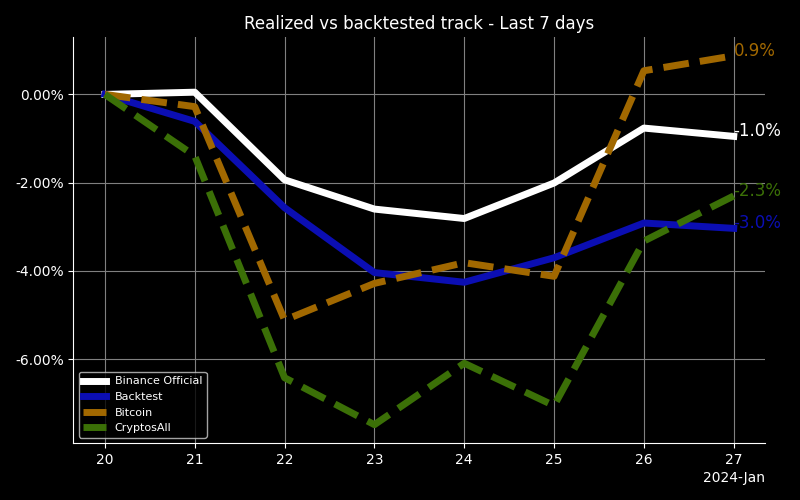 Realized vs backtested track - Last 7 days
0.9%
0.00%
-1.0%
-2.00%
-2.3%
-3.0%
-4.00%
-6.00%
Binance Official
Backtest
Bitcoin
CryptosAll
20 21 22 23 24 25 26 27
2024-Jan